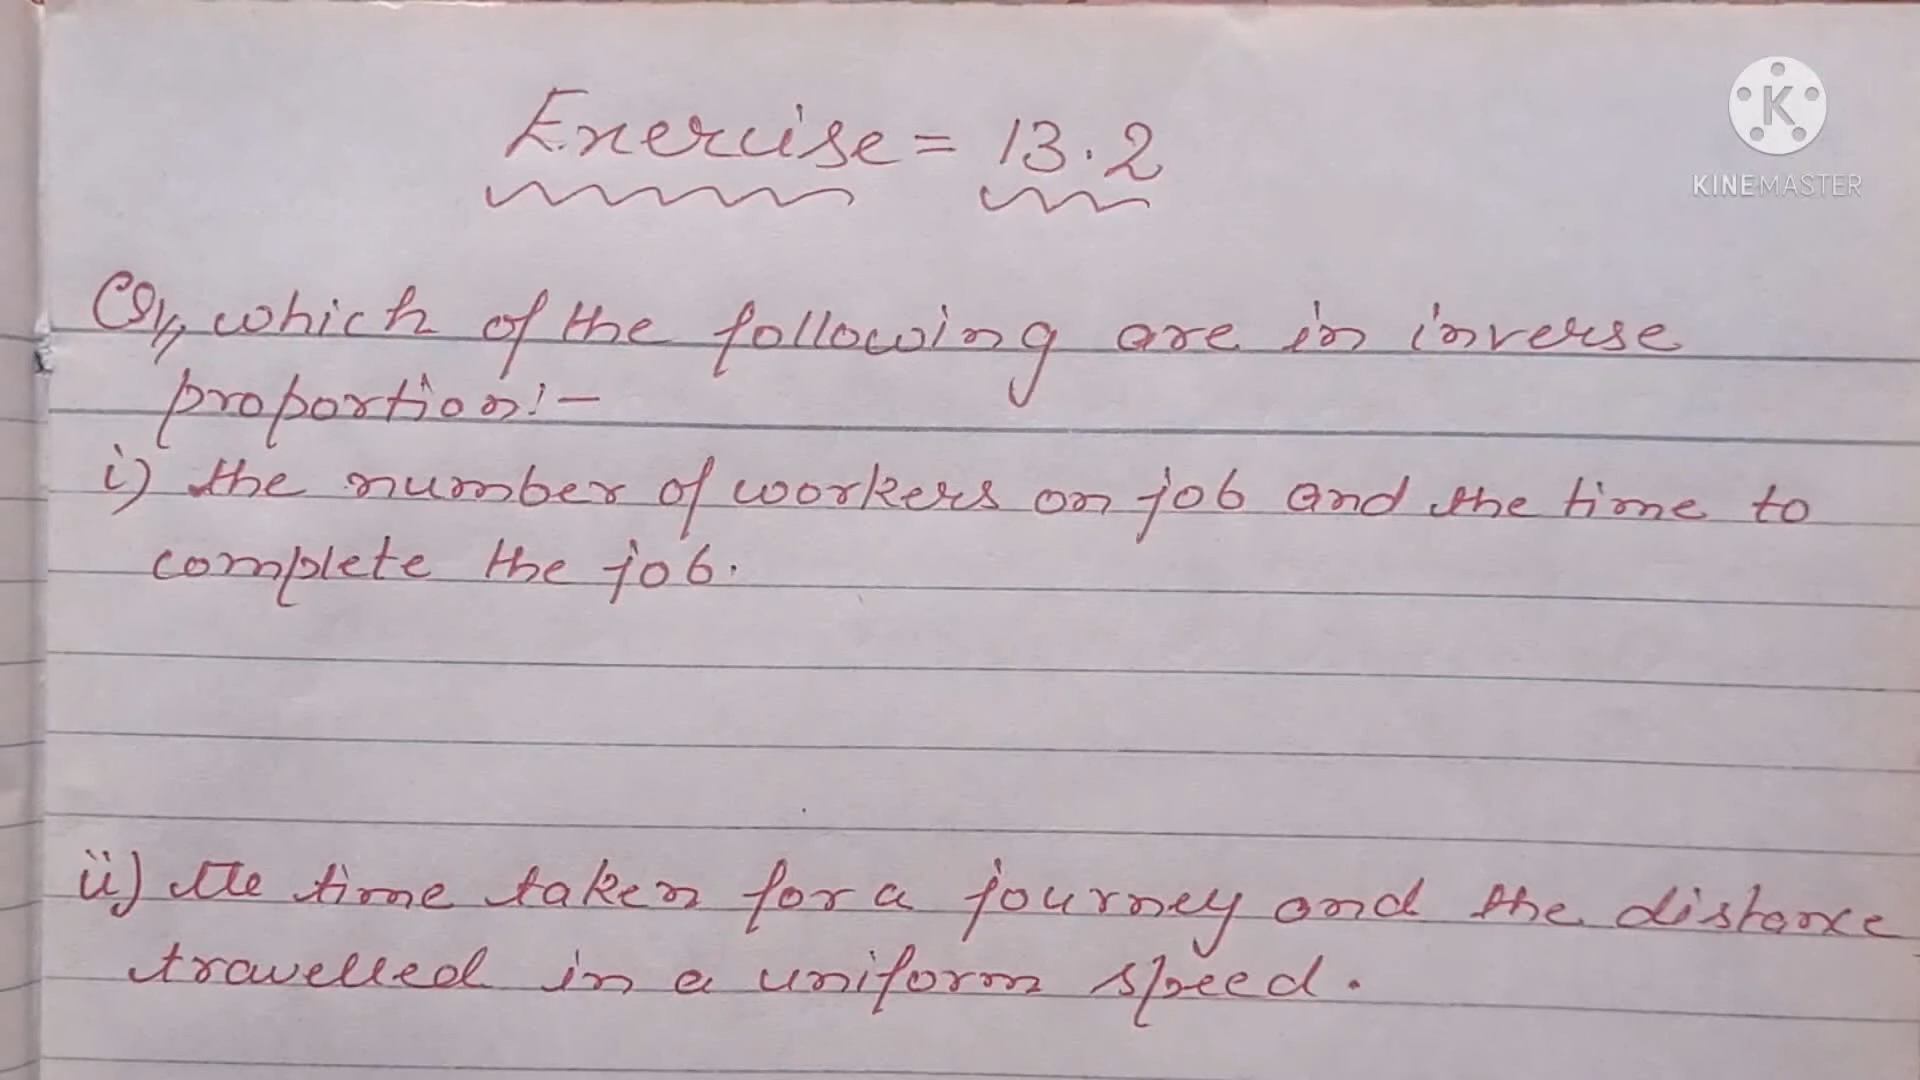 Exercise = 13.2
K
KINEMASTER
Q1, which of the following are in inverse
proportion:-
i) the number of workers on job and the time to
complete the job.
ii) the time taken for a journey and the distance
travelled in a uniform speed.